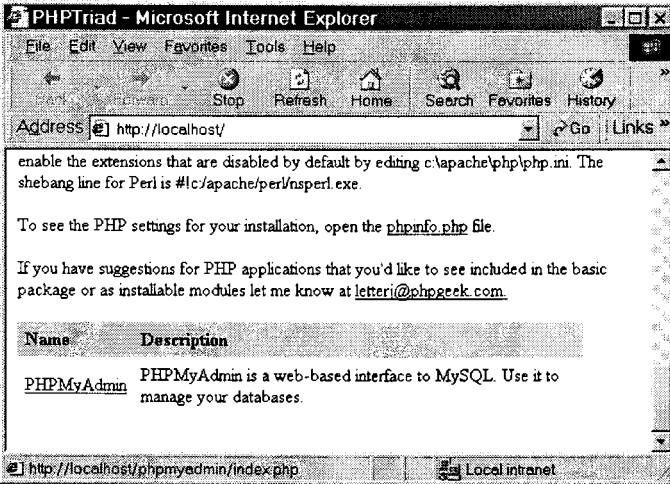 PHPTriad - Microsoft Internet Explorer
File Edit View Favorites Tools Help
Back Forward Stop Refresh Home Search Favorites History »
Address http://localhost/ Go Links »
enable the extensions that are disabled by default by editing c:\apache\php\php.ini. The
shebang line for Perl is #!c:/apache/perl/nsperl.exe.
To see the PHP settings for your installation, open the phpinfo.php file.
If you have suggestions for PHP applications that you'd like to see included in the basic
package or as installable modules let me know at letteri@phpgeek.com.
Name Description
PHPMyAdmin PHPMyAdmin is a web-based interface to MySQL. Use it to
manage your databases.
http://localhost/phpmyadmin/index.php Local intranet